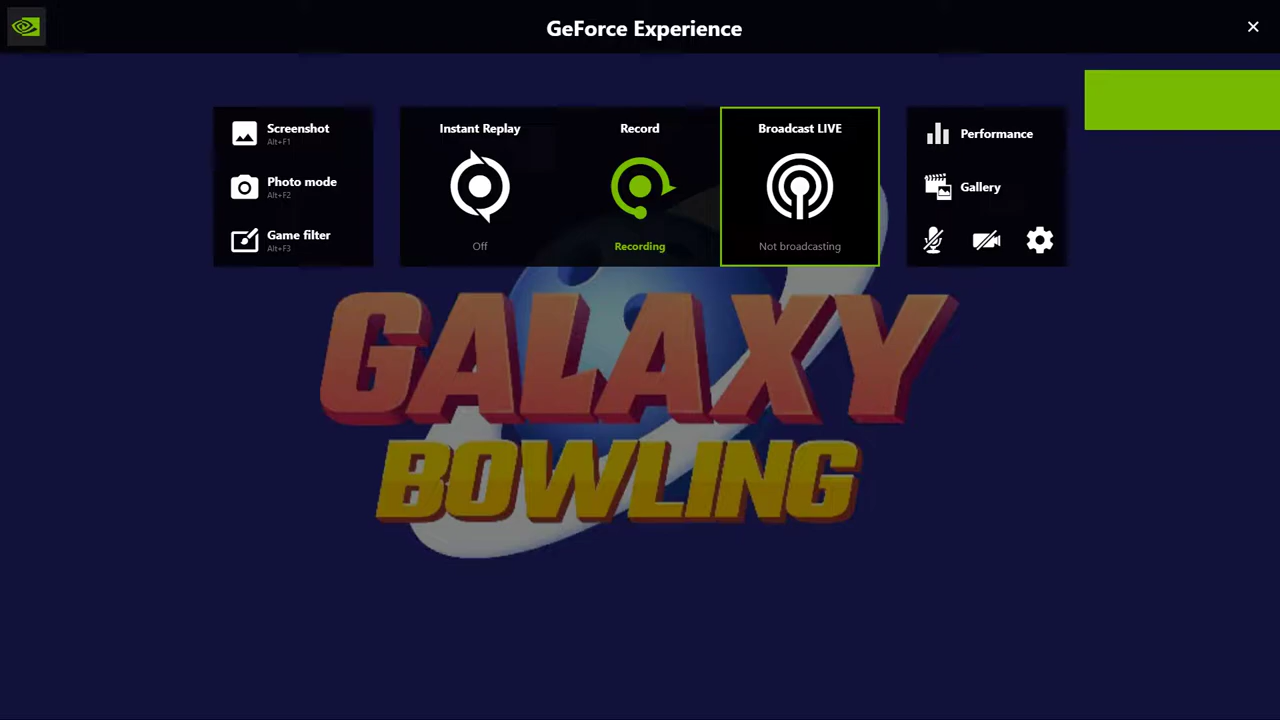 GeForce Experience
Screenshot
Alt+F1
Photo mode
Alt+F2
Game filter
Alt+F3
Instant Replay
Off
Record
Recording
Broadcast LIVE
Not broadcasting
Performance
Gallery
GALAXY
BOWLING